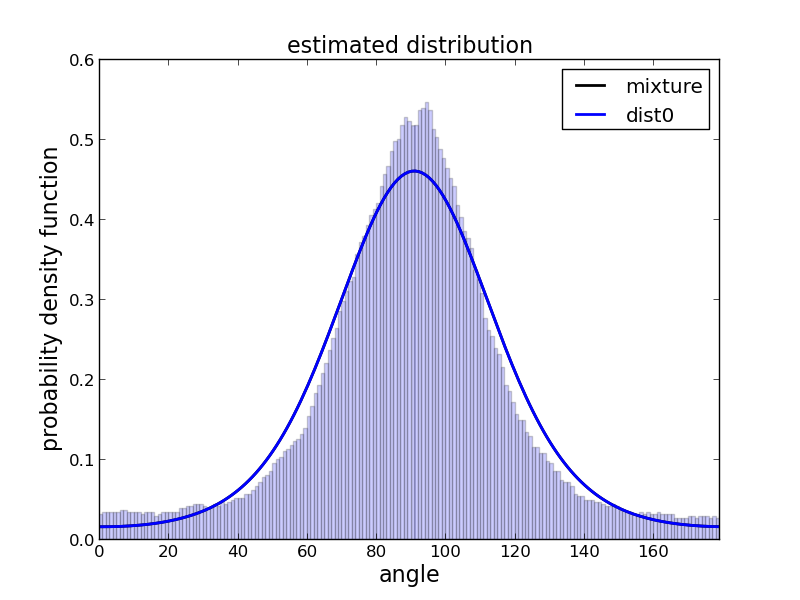 estimated distribution
mixture
dist0
probability density function
0.6
0.5
0.4
0.3
0.2
0.1
0.0
0 20 40 60 80 100 120 140 160
angle